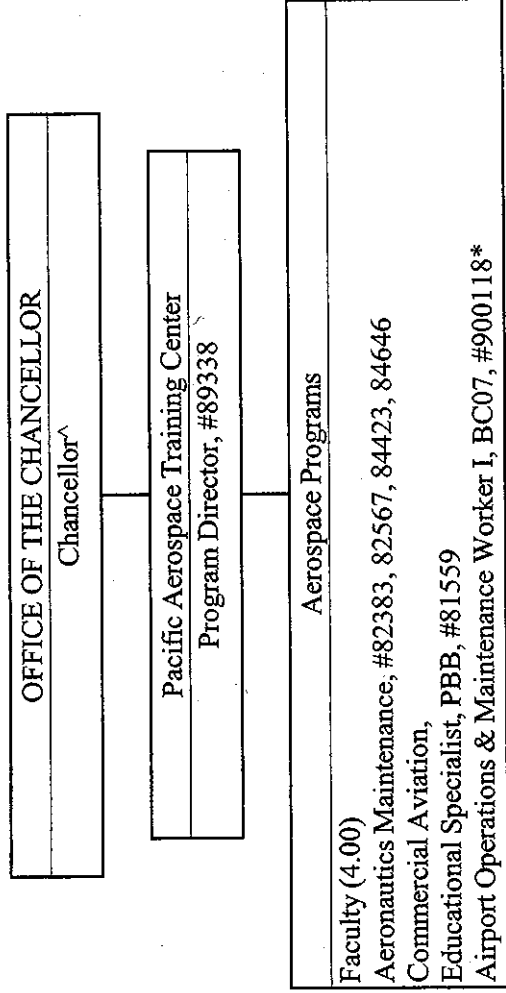 OFFICE OF THE CHANCELLOR
Chancellor^
Pacific Aerospace Training Center
Program Director, #89338
Aerospace Programs
Faculty (4.00)
Aeronautics Maintenance, #82383, 82567, 84423, 84646
Commercial Aviation,
Educational Specialist, PBB, #81559
Airport Operations & Maintenance Worker I, BC07, #900118*